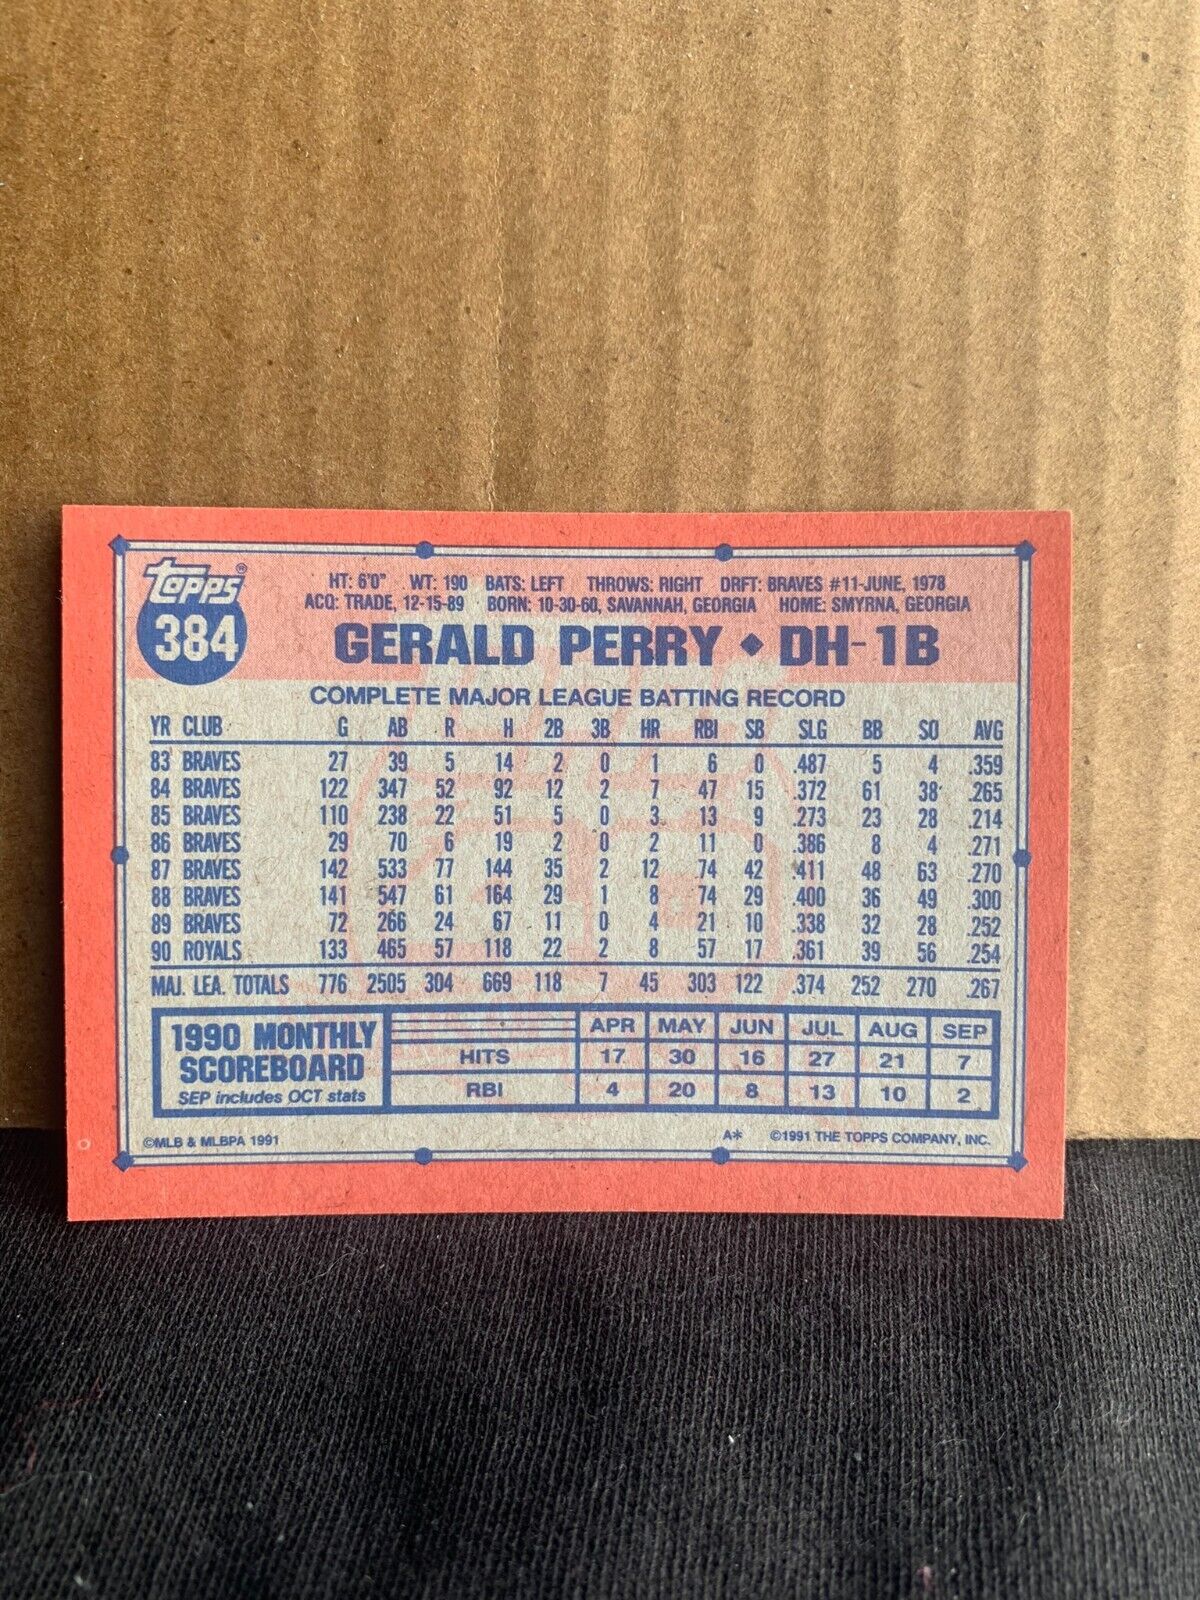 topps®
384
HT: 6'0" WT: 190 BATS: LEFT THROWS: RIGHT DRFT: BRAVES #11-JUNE, 1978
ACQ: TRADE, 12-15-89 BORN: 10-30-60, SAVANNAH, GEORGIA HOME: SMYRNA, GEORGIA
GERALD PERRY ♦ DH-1B
COMPLETE MAJOR LEAGUE BATTING RECORD
YR CLUB G AB R H 2B 3B HR RBI SB SLG BB SO AVG
83 BRAVES 27 39 5 14 2 0 1 6 0 .487 5 4 .359
84 BRAVES 122 347 52 92 12 2 7 47 15 .372 61 38 .265
85 BRAVES 110 238 22 51 5 0 3 13 9 .273 23 28 .214
86 BRAVES 29 70 6 19 2 0 2 11 0 .386 8 4 .271
87 BRAVES 142 533 77 144 35 2 12 74 42 .411 48 63 .270
88 BRAVES 141 547 61 164 29 1 8 74 29 .400 36 49 .300
89 BRAVES 72 266 24 67 11 0 4 21 10 .338 32 28 .252
90 ROYALS 133 465 57 118 22 2 8 57 17 .361 39 56 .254
MAJ. LEA. TOTALS 776 2505 304 669 118 7 45 303 122 .374 252 270 .267
1990 MONTHLY SCOREBOARD
SEP includes OCT stats
APR MAY JUN JUL AUG SEP
HITS 17 30 16 27 21 7
RBI 4 20 8 13 10 2
©MLB & MLBPA 1991 A* ©1991 THE TOPPS COMPANY, INC.